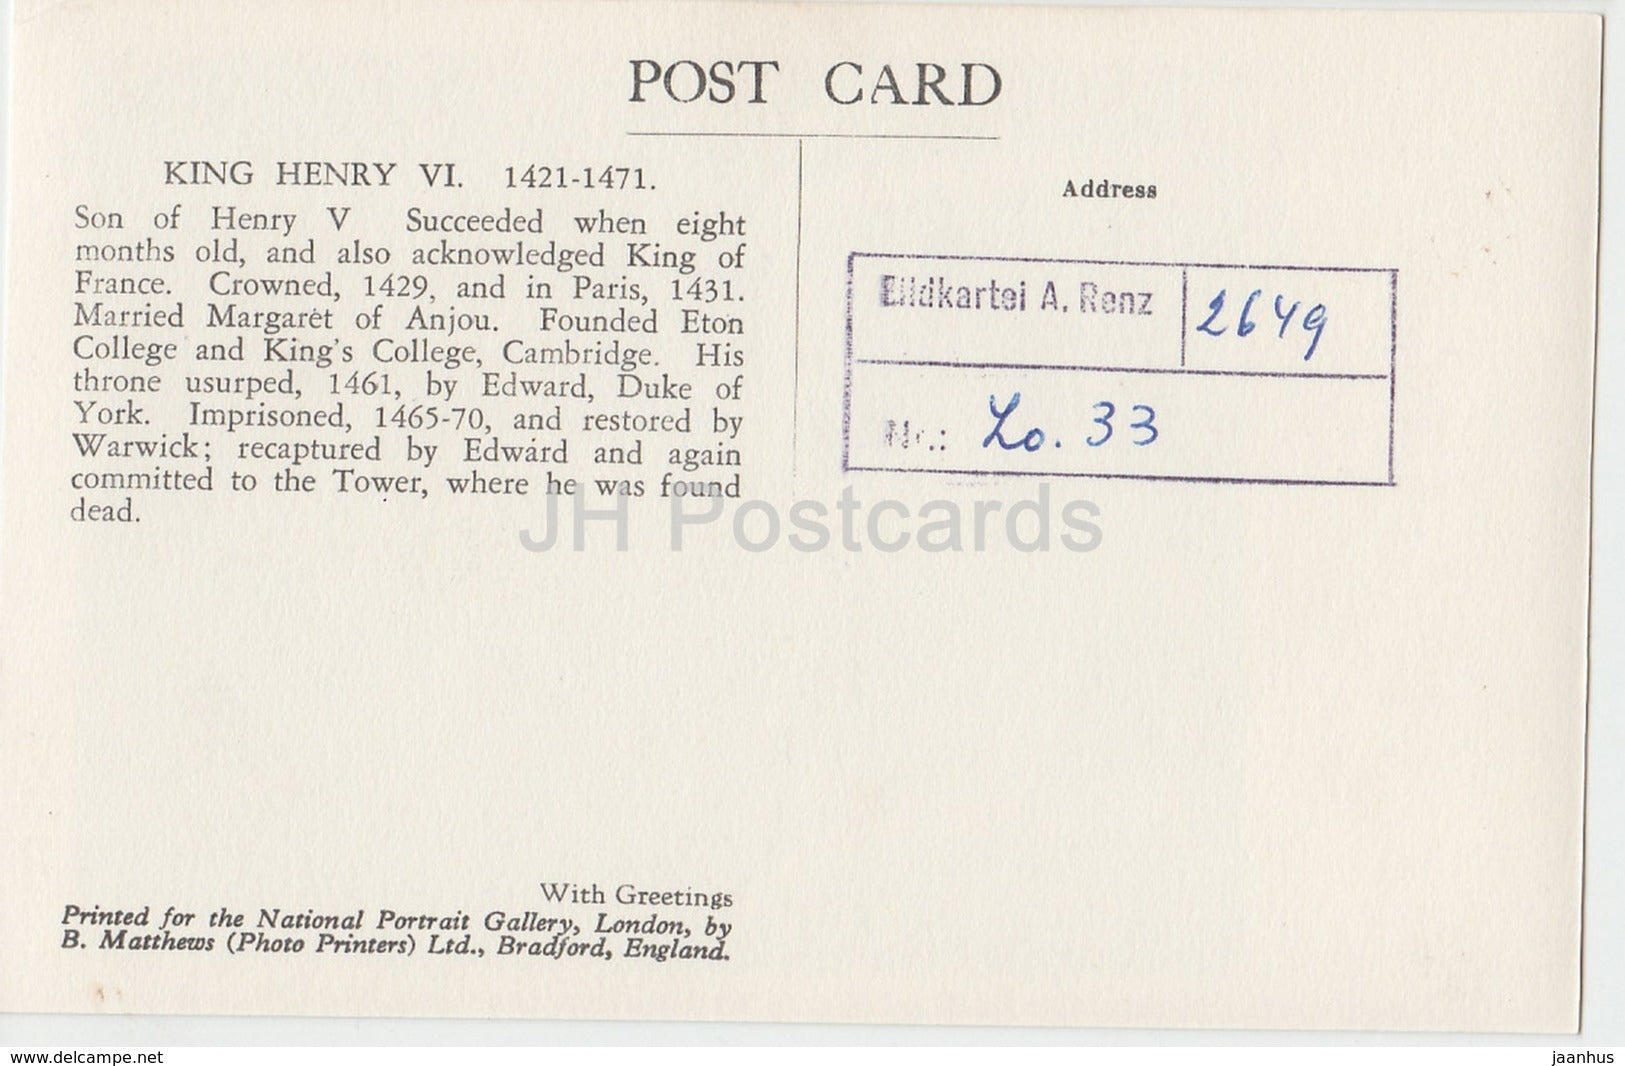 POST CARD
KING HENRY VI. 1421-1471.
Son of Henry V Succeeded when eight
months old, and also acknowledged King of
France. Crowned, 1429, and in Paris, 1431.
Married Margaret of Anjou. Founded Eton
College and King's College, Cambridge. His
throne usurped, 1461, by Edward, Duke of
York. Imprisoned, 1465-70, and restored by
Warwick; recaptured by Edward and again
committed to the Tower, where he was found
dead.
With Greetings
Printed for the National Portrait Gallery, London, by
B. Matthews (Photo Printers) Ltd., Bradford, England.
Address
Bildkartei A. Renz
2649
Nr.: Lo. 33
JH Postcards
www.delcampe.net
jaanhus